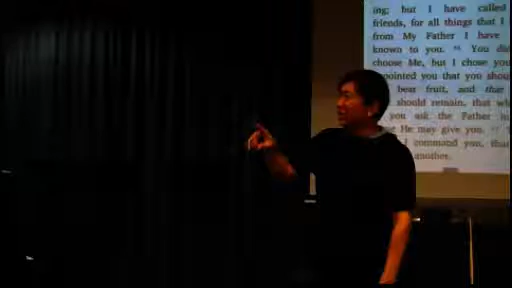 ing; but I have called
friends, for all things that I
from My Father I have
known to you. You di
choose Me, but I chose you
pointed you that you shou
bear fruit, and that
should remain, that wh
you ask the Father
He may give you.
I command you, tha
another.